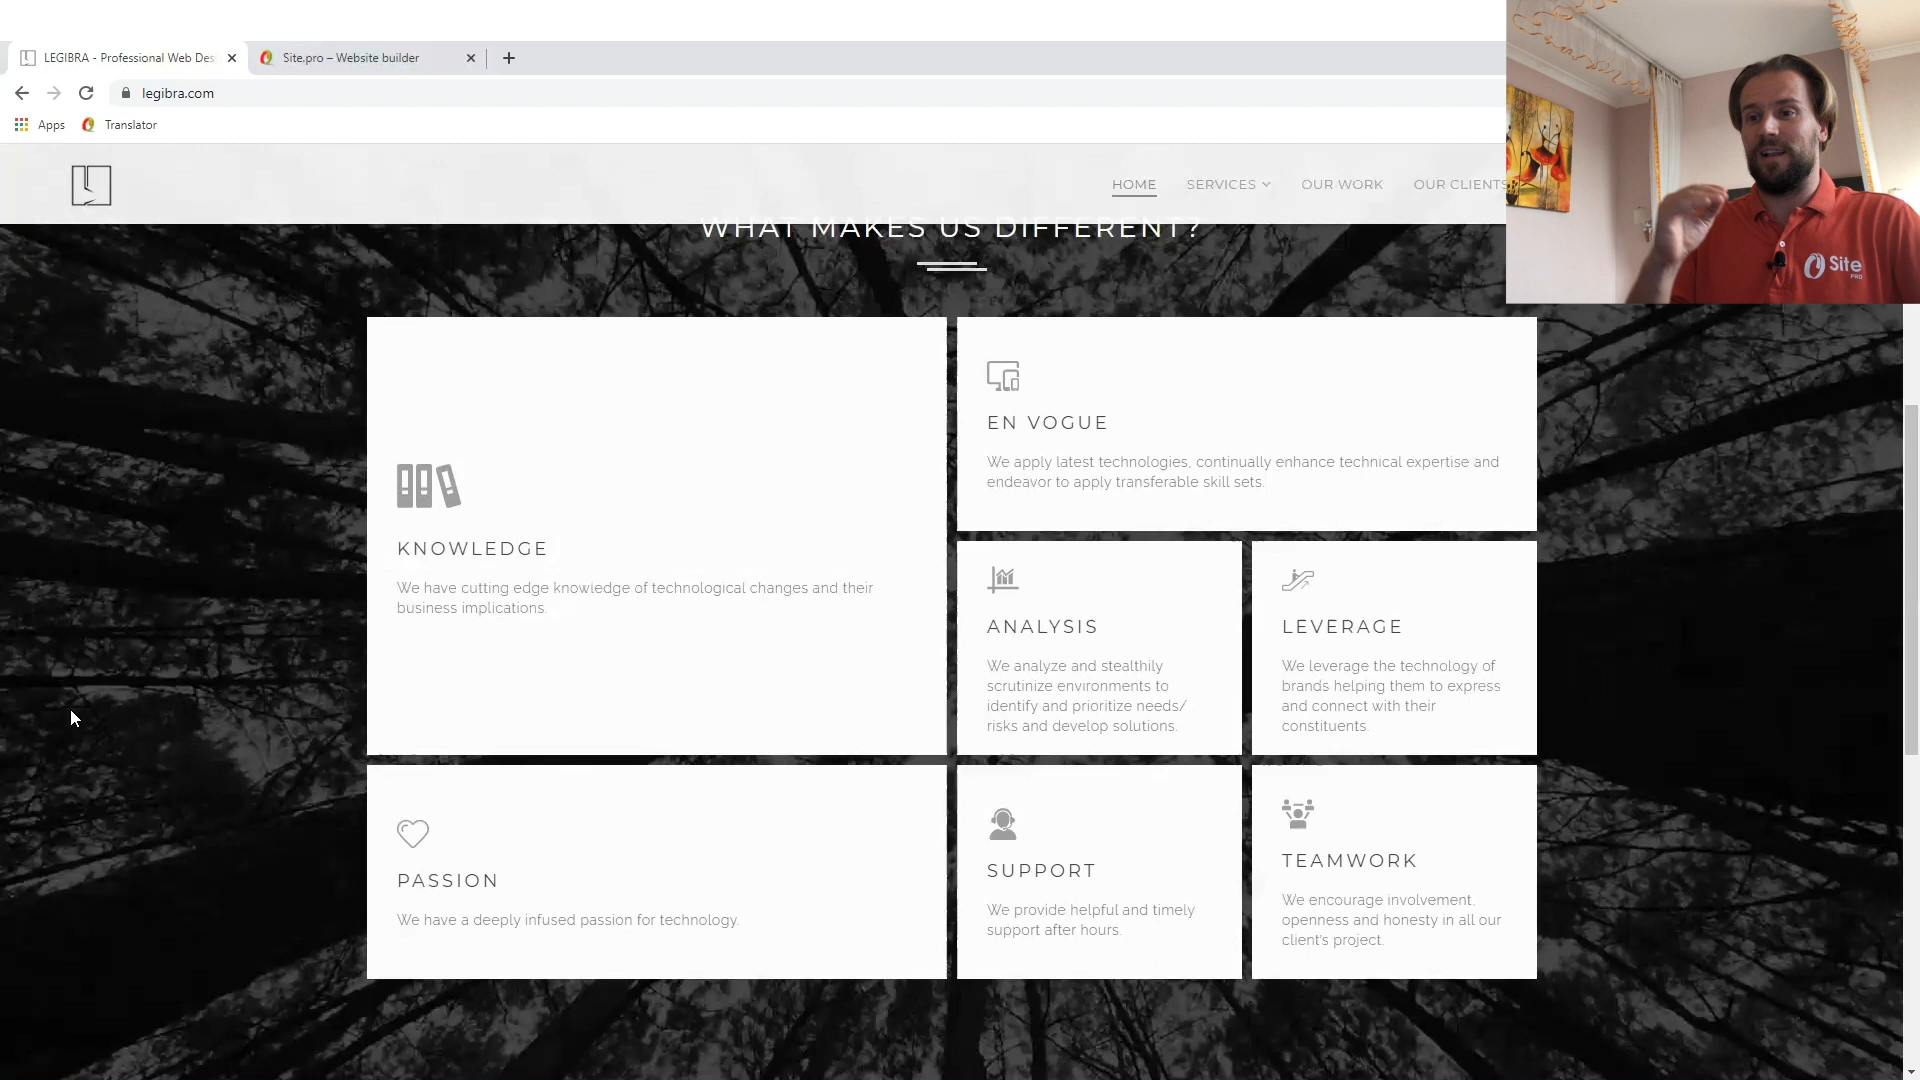 LEGIBRA - Professional Web Des
Site.pro – Website builder
legibra.com
Apps
Translator
HOME
SERVICES
OUR WORK
OUR CLIENTS
WHAT MAKES US DIFFERENT?
Site
PRO
KNOWLEDGE
We have cutting edge knowledge of technological changes and their
business implications.
EN VOGUE
We apply latest technologies, continually enhance technical expertise and
endeavor to apply transferable skill sets.
ANALYSIS
We analyze and stealthily
scrutinize environments to
identify and prioritize needs/
risks and develop solutions.
LEVERAGE
We leverage the technology of
brands helping them to express
and connect with their
constituents.
PASSION
We have a deeply infused passion for technology.
SUPPORT
We provide helpful and timely
support after hours.
TEAMWORK
We encourage involvement,
openness and honesty in all our
client's project.